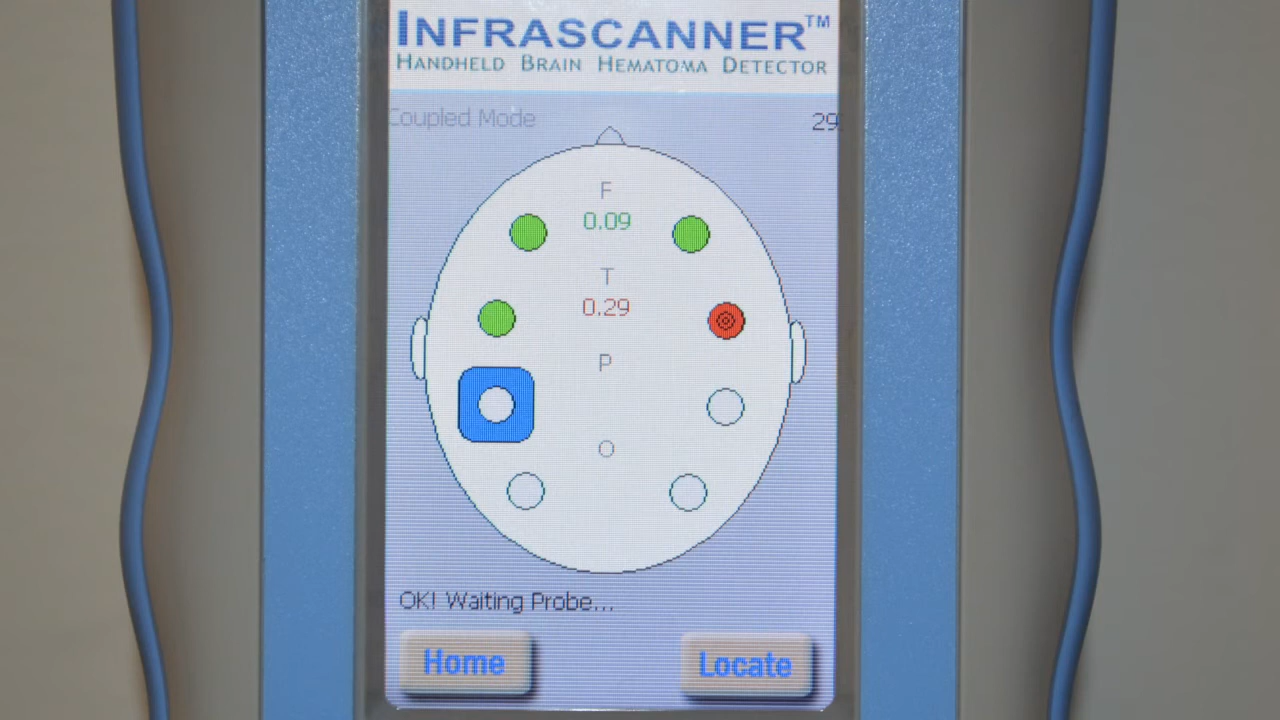 INFRASCANNER™
HANDHELD BRAIN HEMATOMA DETECTOR
Coupled Mode 29
F
0.09
T
0.29
P
O
OK! Waiting Probe...
Home Locate